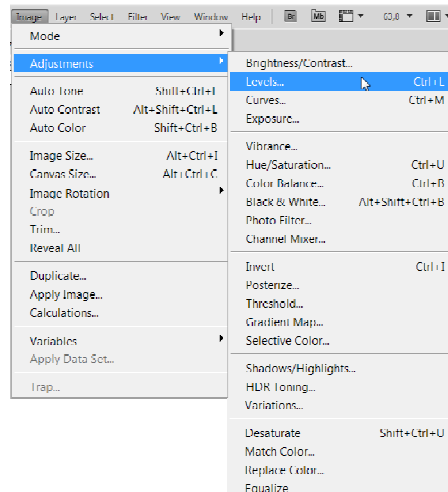 Image Layer Select Filter View Window Help Br Mb 63,8
Mode
Adjustments
Auto Tone Shift+Ctrl+L
Auto Contrast Alt+Shift+Ctrl+L
Auto Color Shift+Ctrl+B
Image Size... Alt+Ctrl+I
Canvas Size... Alt+Ctrl+C
Image Rotation
Crop
Trim...
Reveal All
Duplicate...
Apply Image...
Calculations...
Variables
Apply Data Set...
Trap...
Brightness/Contrast...
Levels... Ctrl+L
Curves... Ctrl+M
Exposure...
Vibrance...
Hue/Saturation... Ctrl+U
Color Balance... Ctrl+B
Black & White... Alt+Shift+Ctrl+B
Photo Filter...
Channel Mixer...
Invert Ctrl+I
Posterize...
Threshold...
Gradient Map...
Selective Color...
Shadows/Highlights...
HDR Toning...
Variations...
Desaturate Shift+Ctrl+U
Match Color...
Replace Color...
Equalize